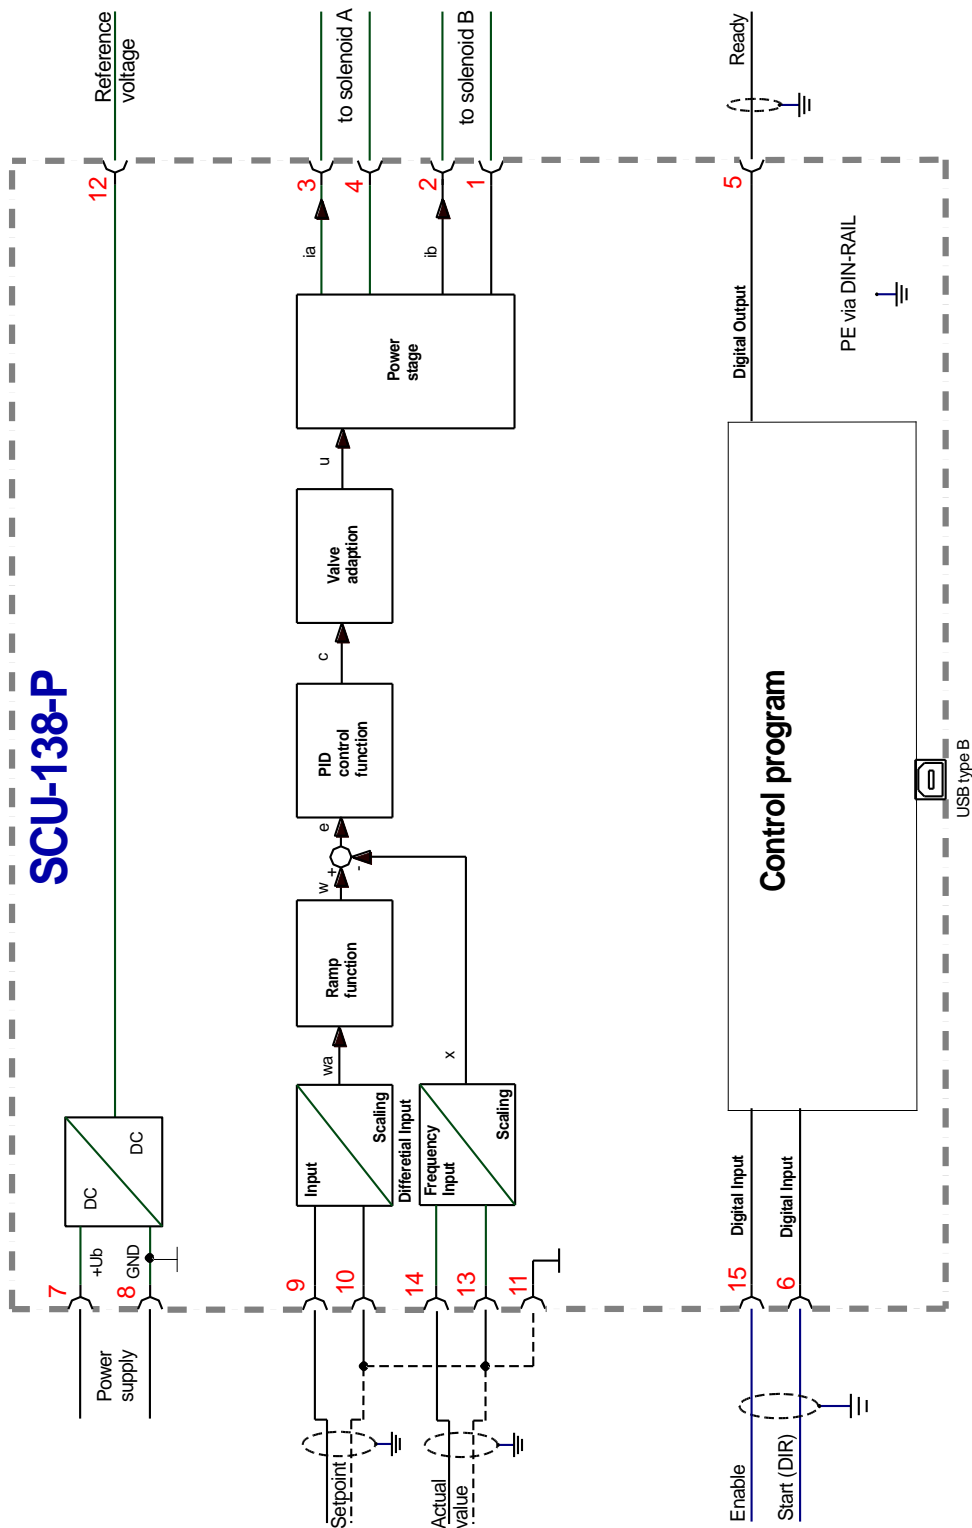 SCU-138-P
Power
supply
7
+Ub
8
GND
DC
DC
12
Reference
voltage
Setpoint
9
10
Input
Scaling
Differetial Input
wa
Ramp
function
w
+
-
e
PID
control
function
c
Valve
adaption
u
Power
stage
ia
3
4
to solenoid A
ib
2
1
to solenoid B
Actual
value
14
13
11
Frequency
Input
Scaling
x
Enable
Start (DIR)
15
6
Digital Input
Digital Input
Control program
Digital Output
5
Ready
PE via DIN-RAIL
USB type B